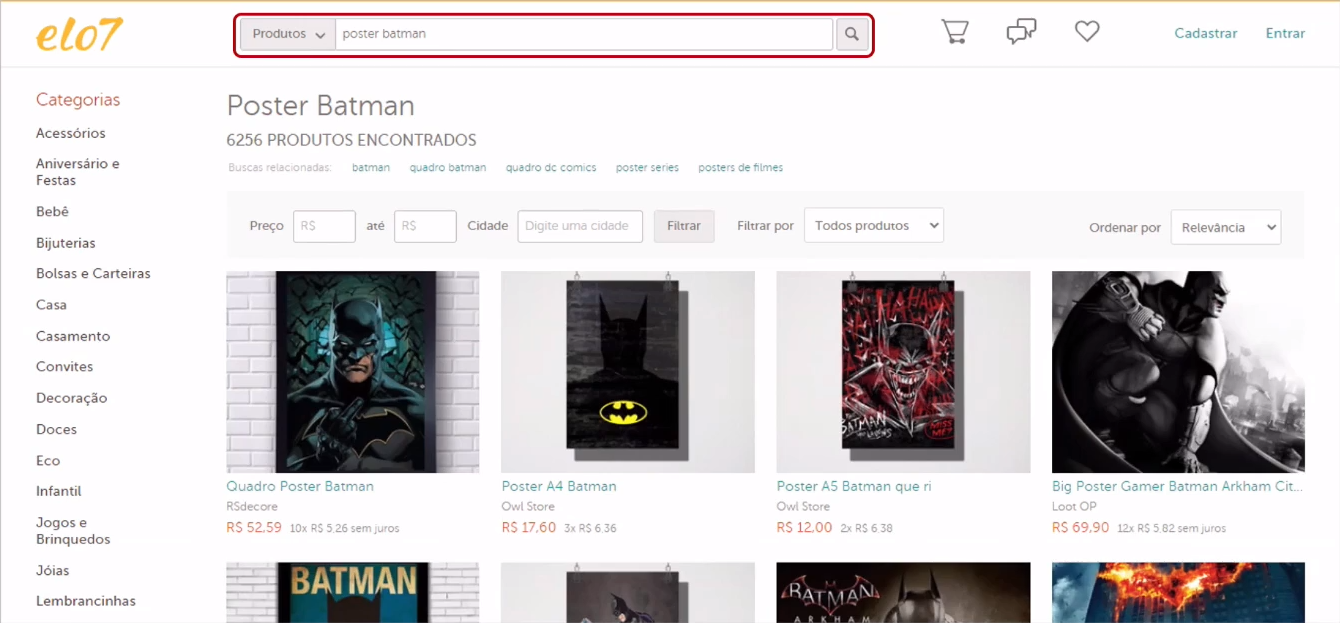 elo7
Produtos poster batman
Cadastrar Entrar
Categorias
Acessórios
Aniversário e
Festas
Bebê
Bijuterias
Bolsas e Carteiras
Casa
Casamento
Convites
Decoração
Doces
Eco
Infantil
Jogos e
Brinquedos
Jóias
Lembrancinhas
Poster Batman
6256 PRODUTOS ENCONTRADOS
Buscas relacionadas: batman quadro batman quadro dc comics poster series posters de filmes
Preço R$ até R$ Cidade Digite uma cidade Filtrar Filtrar por Todos produtos Ordenar por Relevância
HAHAHA
BATMAN
MISS
ME?
Quadro Poster Batman
RSdecore
R$ 52,59 10x R$ 5,26 sem juros
Poster A4 Batman
Owl Store
R$ 17,60 3x R$ 6,36
Poster A5 Batman que ri
Owl Store
R$ 12,00 2x R$ 6,38
Big Poster Gamer Batman Arkham Cit...
Loot OP
R$ 69,90 12x R$ 5,82 sem juros
BATMAN
BATMAN
ARKHAM